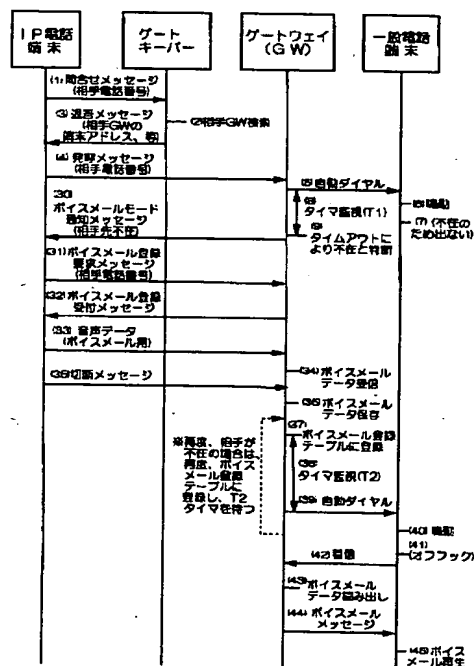 IP電話
端末
ゲート
キーパー
ゲートウェイ
(GW)
一般電話
端末
(1) 問合せメッセージ
(相手電話番号)
(3) 返答メッセージ
(相手GWの
端末アドレス、等)
(2)相手GW検索
(4) 発呼メッセージ
(相手電話番号)
(5) 自動ダイヤル
(6)鳴動
(7) (不在の
ため出ない)
(8)
タイマ監視(T1)
(9)
タイムアウトに
より不在と判断
(30)
ボイスメールモード
通知メッセージ
(相手先不在)
(31)ボイスメール登録
要求メッセージ
(相手電話番号)
(32)ボイスメール登録
受付メッセージ
(33) 音声データ
(ボイスメール用)
(34)ボイスメール
データ受信
(35)切断メッセージ
(36)ボイスメール
データ保存
(37)
ボイスメール登録
テーブルに登録
※再度、相手が
不在の場合は
再度、ボイス
メール登録
テーブルに
登録し、T2
タイマを待つ
(38)
タイマ監視(T2)
(39) 自動ダイヤル
(40) 鳴動
(41)
(オフフック)
(42)着信
(43)
ボイスメール
データ読み出し
(44) ボイスメール
メッセージ
(45)ボイス
メール再生